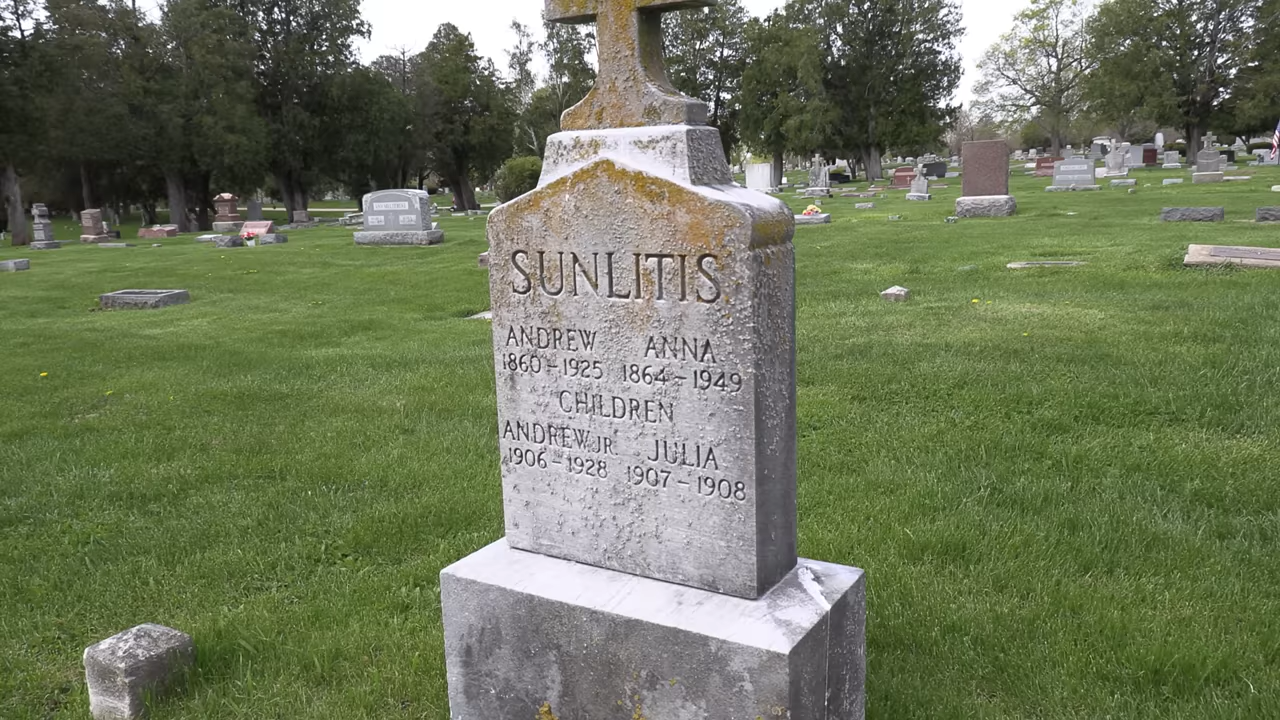 SUNLITIS
ANDREW ANNA
1860-1925 1864-1949
CHILDREN
ANDREW JR. JULIA
1906-1928 1907-1908